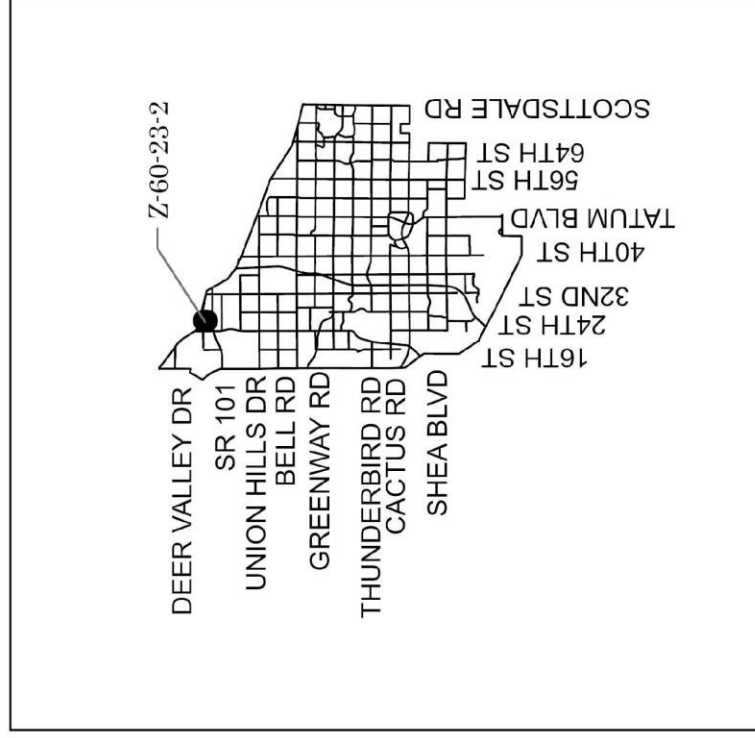 Z-60-23-2
SCOTTSDALE RD
64TH ST
56TH ST
TATUM BLVD
40TH ST
32ND ST
24TH ST
16TH ST
DEER VALLEY DR
SR 101
UNION HILLS DR
BELL RD
GREENWAY RD
THUNDERBIRD RD
CACTUS RD
SHEA BLVD